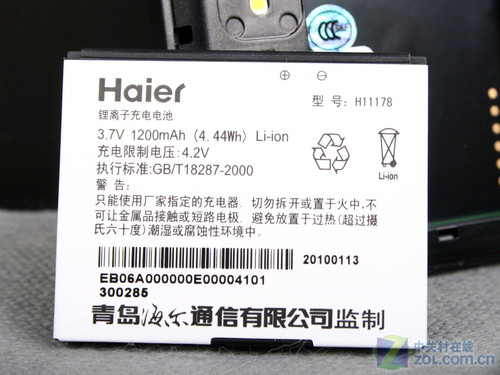 Haier
锂离子充电电池
型 号: H11178
3.7V 1200mAh (4.44Wh) Li-ion
充电限制电压:4.2V
执行标准:GB/T18287-2000
Li-ion
警 告:
只能使用厂家指定的充电器，切勿拆开或置于火中,不
可让金属品接触或短路电极，避免放置于过热(超过摄
氏六十度)潮湿或腐蚀性环境中.
20100113
EB06A000000E00004101
300285
青岛海尔通信有限公司监制
中关村在线
zol.com.cn